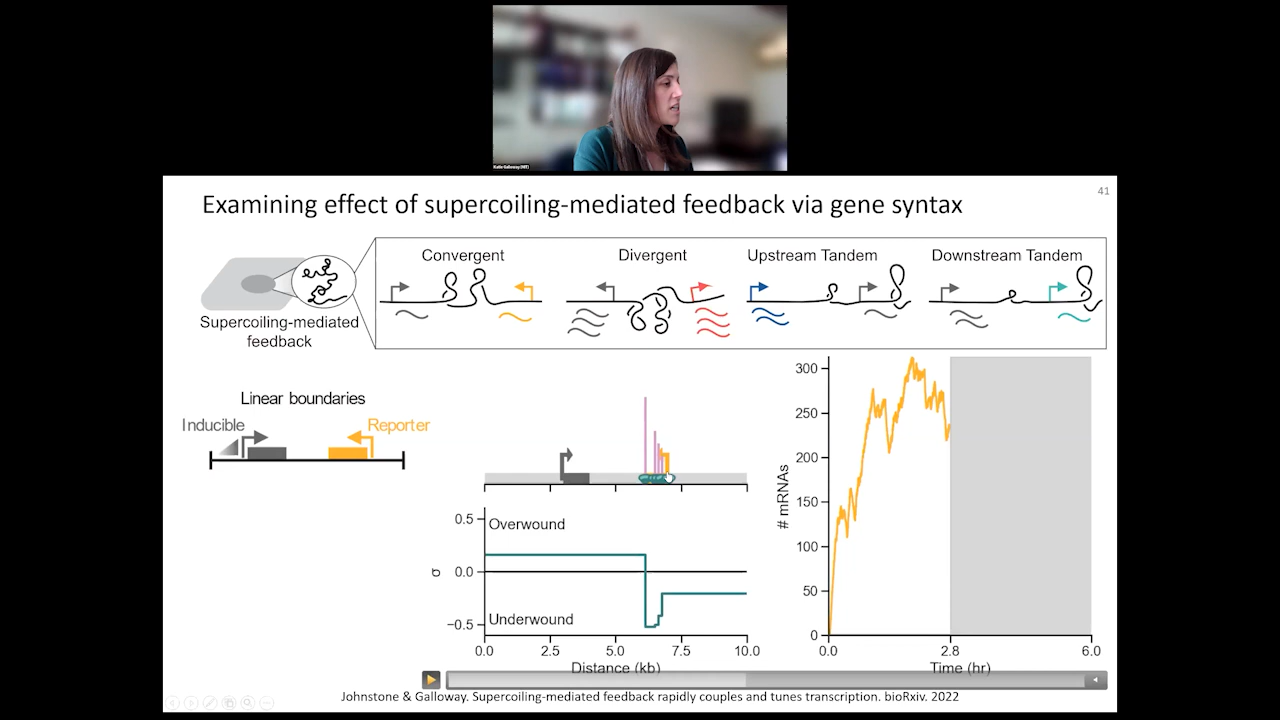 Katie Galloway (MIT)
41
Examining effect of supercoiling-mediated feedback via gene syntax
Supercoiling-mediated
feedback
Convergent
Divergent
Upstream Tandem
Downstream Tandem
Linear boundaries
Inducible
Reporter
0.5
0.0
−0.5
σ
Overwound
Underwound
0.0 2.5 5.0 7.5 10.0
Distance (kb)
# mRNAs
300
250
200
150
100
50
0
0.0 2.8 6.0
Time (hr)
Johnstone & Galloway. Supercoiling-mediated feedback rapidly couples and tunes transcription. bioRxiv. 2022